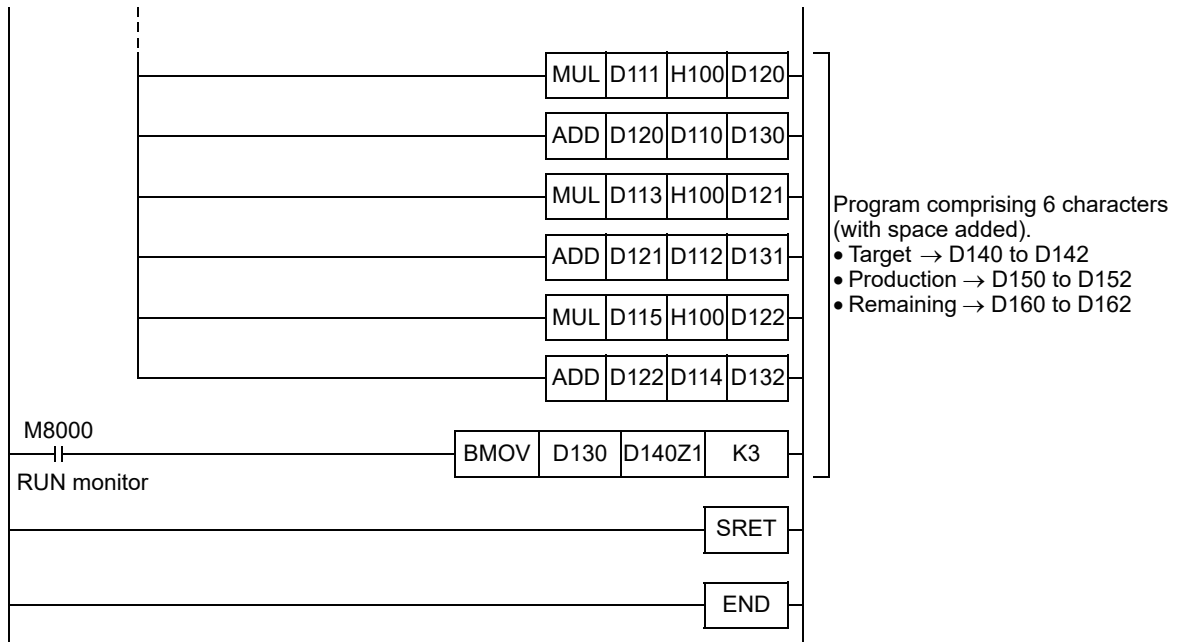 MUL D111 H100 D120
ADD D120 D110 D130
MUL D113 H100 D121
ADD D121 D112 D131
MUL D115 H100 D122
ADD D122 D114 D132
Program comprising 6 characters
(with space added).
• Target → D140 to D142
• Production → D150 to D152
• Remaining → D160 to D162
M8000
BMOV D130 D140Z1 K3
RUN monitor
SRET
END